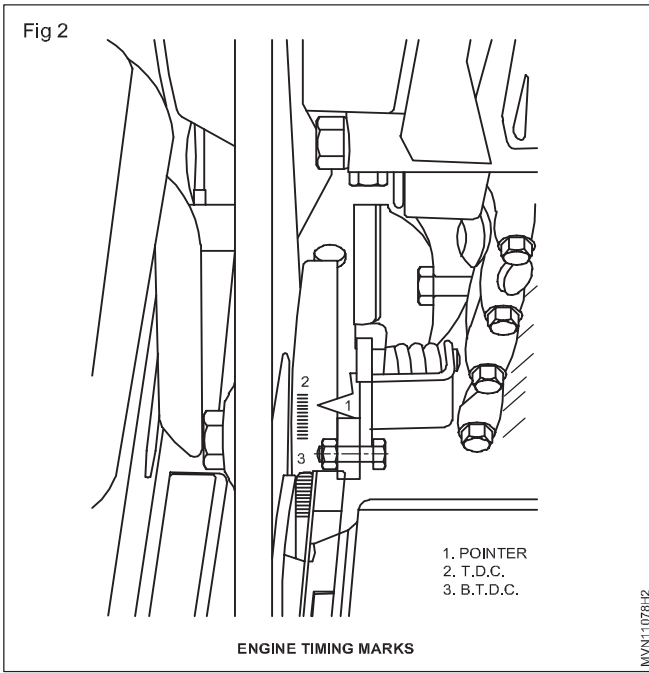 Fig 2
2
1
3
1. POINTER
2. T.D.C.
3. B.T.D.C.
ENGINE TIMING MARKS
MVN11078H2